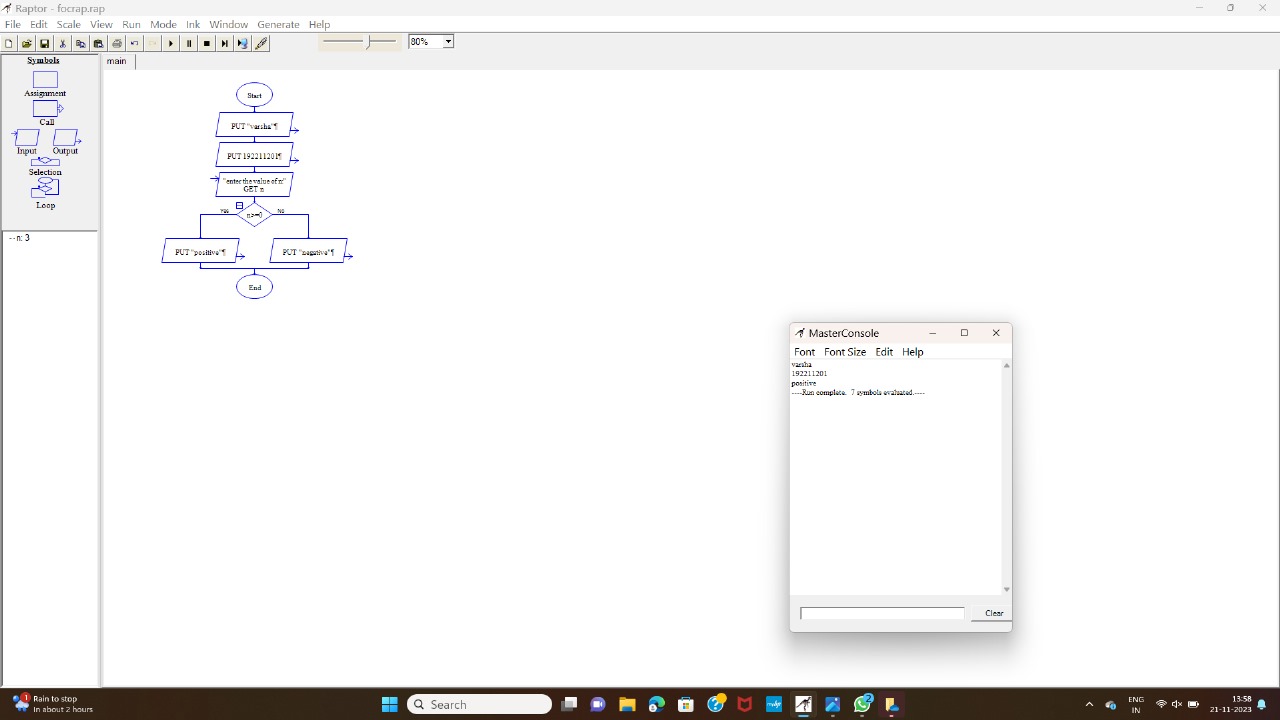 Raptor - focrap.rap
File Edit Scale View Run Mode Ink Window Generate Help
80%
Symbols
main
Assignment
Call
Input Output
Selection
Loop
--n: 3
Start
PUT "varsha"¶
PUT 192211201¶
"enter the value of n:"
GET n
Yes n>=0 No
PUT "positive"¶ PUT "negative"¶
End
MasterConsole
Font Font Size Edit Help
varsha
192211201
positive
----Run complete. 7 symbols evaluated.----
Clear
1 Rain to stop
In about 2 hours
Search
2
ENG
IN
13:58
21-11-2023